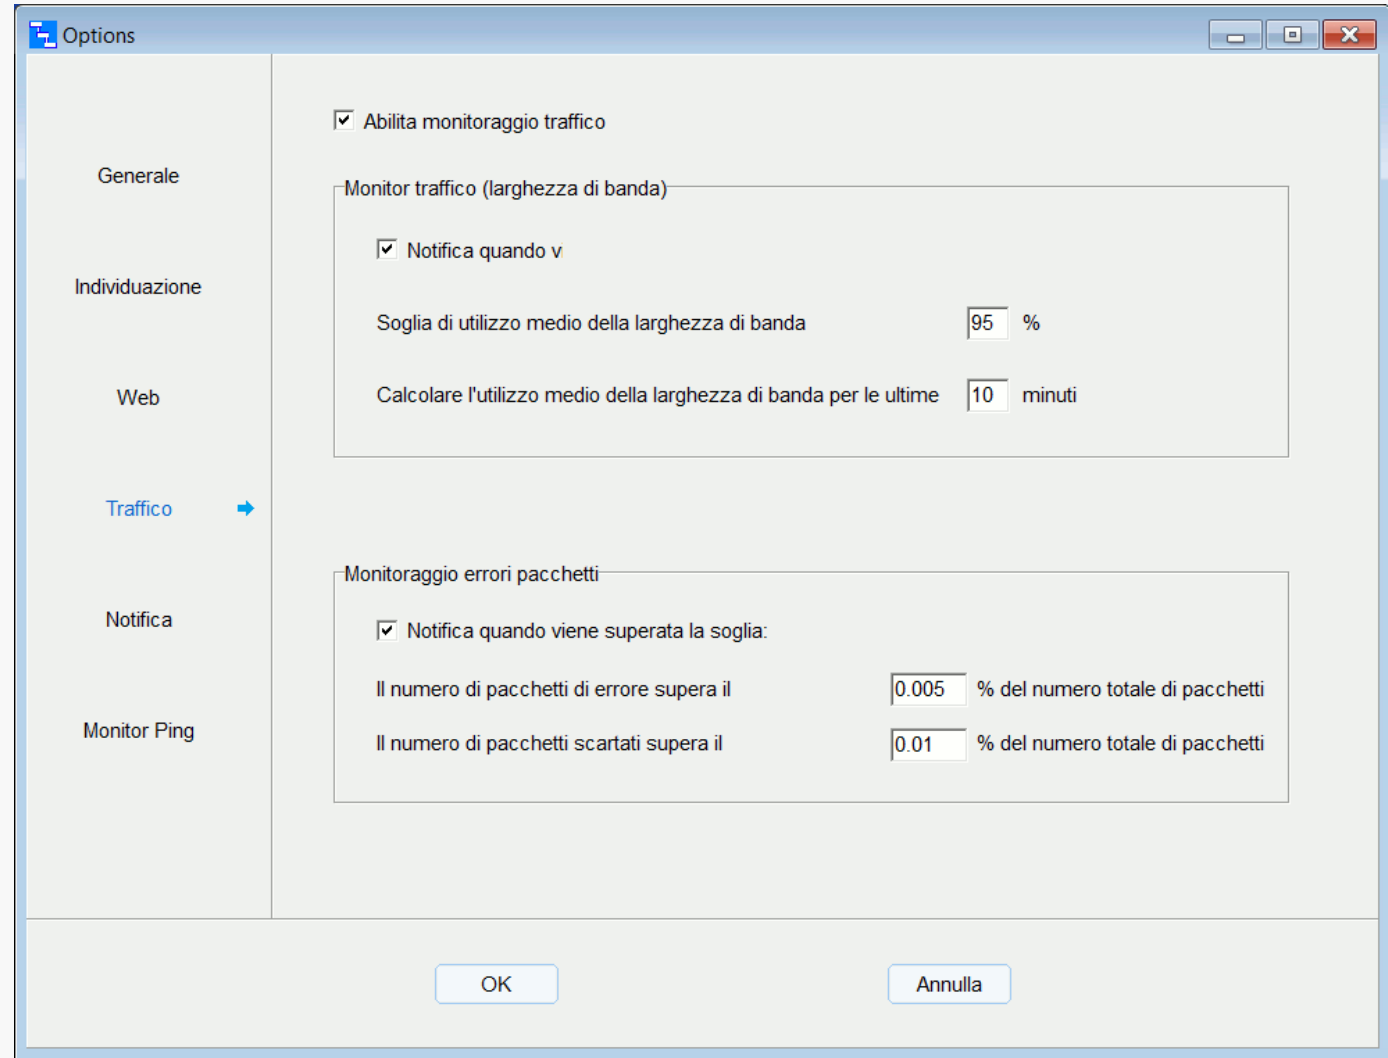 Options
Abilita monitoraggio traffico
Generale
Monitor traffico (larghezza di banda)
Notifica quando
Individuazione
Soglia di utilizzo medio della larghezza di banda 95 %
Web
Calcolare l'utilizzo medio della larghezza di banda per le ultime 10 minuti
Traffico
Monitoraggio errori pacchetti
Notifica
Notifica quando viene superata la soglia:
Il numero di pacchetti di errore supera il 0.005 % del numero totale di pacchetti
Monitor Ping
Il numero di pacchetti scartati supera il 0.01 % del numero totale di pacchetti
OK
Annulla